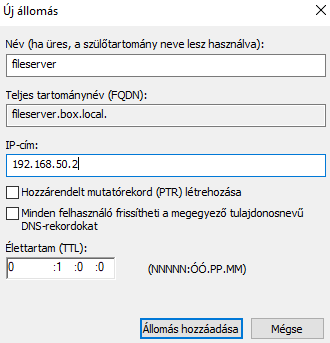 Új állomás
Név (ha üres, a szülőtartomány neve lesz használva):
fileserver
Teljes tartománynév (FQDN):
fileserver.box.local.
IP-cím:
192.168.50.2
Hozzárendelt mutatórekord (PTR) létrehozása
Minden felhasználó frissítheti a megegyező tulajdonosnevű
DNS-rekordokat
Élettartam (TTL):
0 :1 :0 :0 (NNNNN:ÓÓ.PP.MM)
Állomás hozzáadása Mégse